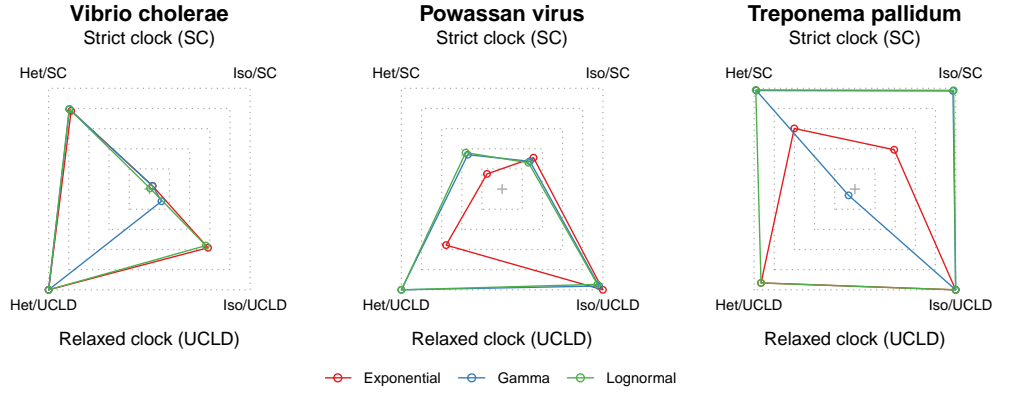 Vibrio cholerae
Strict clock (SC)
Het/SC
Iso/SC
Het/UCLD
Iso/UCLD
Relaxed clock (UCLD)
Powassan virus
Strict clock (SC)
Het/SC
Iso/SC
Het/UCLD
Iso/UCLD
Relaxed clock (UCLD)
Treponema pallidum
Strict clock (SC)
Het/SC
Iso/SC
Het/UCLD
Iso/UCLD
Relaxed clock (UCLD)
Exponential
Gamma
Lognormal